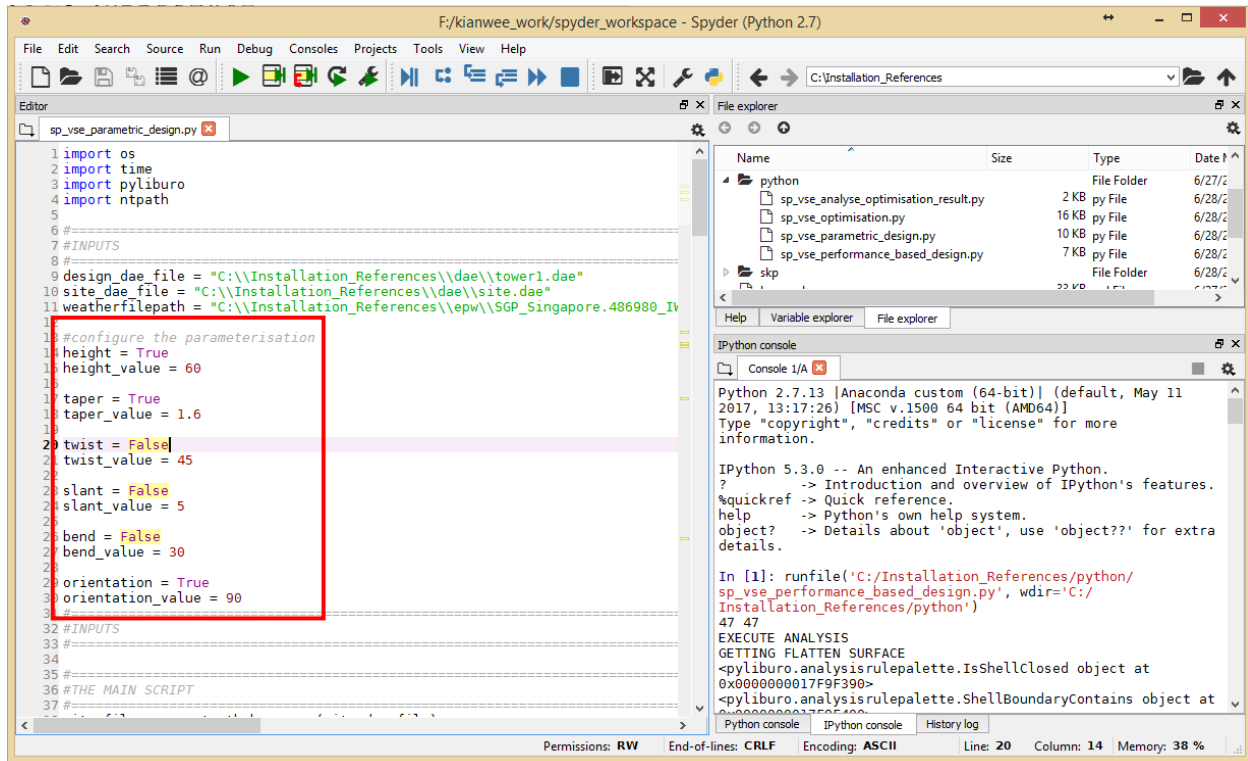 F:/kianwee_work/spyder_workspace - Spyder (Python 2.7)
File Edit Search Source Run Debug Consoles Projects Tools View Help
C:\Installation_References
Editor
sp_vse_parametric_design.py
1 import os
2 import time
3 import pyliburo
4 import ntpath
5
6 #================================================================
7 #INPUTS
8 #================================================================
9 design_dae_file = "C:\\Installation_References\\dae\\tower1.dae"
10 site_dae_file = "C:\\Installation_References\\dae\\site.dae"
11 weatherfilepath = "C:\\Installation_References\\epw\\SGP_Singapore.486980_IW
12
13 #configure the parameterisation
14 height = True
15 height_value = 60
16
17 taper = True
18 taper_value = 1.6
19
20 twist = False
21 twist_value = 45
22
23 slant = False
24 slant_value = 5
25
26 bend = False
27 bend_value = 30
28
29 orientation = True
30 orientation_value = 90
31 #================================================================
32 #INPUTS
33 #================================================================
34
35 #================================================================
36 #THE MAIN SCRIPT
37 #================================================================
File explorer
Name Size Type Date M
python File Folder 6/27/2
sp_vse_analyse_optimisation_result.py 2 KB py File 6/28/2
sp_vse_optimisation.py 16 KB py File 6/28/2
sp_vse_parametric_design.py 10 KB py File 6/28/2
sp_vse_performance_based_design.py 7 KB py File 6/28/2
skp File Folder 6/28/2
Help Variable explorer File explorer
IPython console
Console 1/A
Python 2.7.13 |Anaconda custom (64-bit)| (default, May 11
2017, 13:17:26) [MSC v.1500 64 bit (AMD64)]
Type "copyright", "credits" or "license" for more
information.
IPython 5.3.0 -- An enhanced Interactive Python.
? -> Introduction and overview of IPython's features.
%quickref -> Quick reference.
help -> Python's own help system.
object? -> Details about 'object', use 'object??' for extra
details.
In [1]: runfile('C:/Installation_References/python/
sp_vse_performance_based_design.py', wdir='C:/
Installation_References/python')
47 47
EXECUTE ANALYSIS
GETTING FLATTEN SURFACE
<pyliburo.analysisrulepalette.IsShellClosed object at
0x0000000017F9F390>
<pyliburo.analysisrulepalette.ShellBoundaryContains object at
Python console IPython console History log
Permissions: RW End-of-lines: CRLF Encoding: ASCII Line: 20 Column: 14 Memory: 38 %